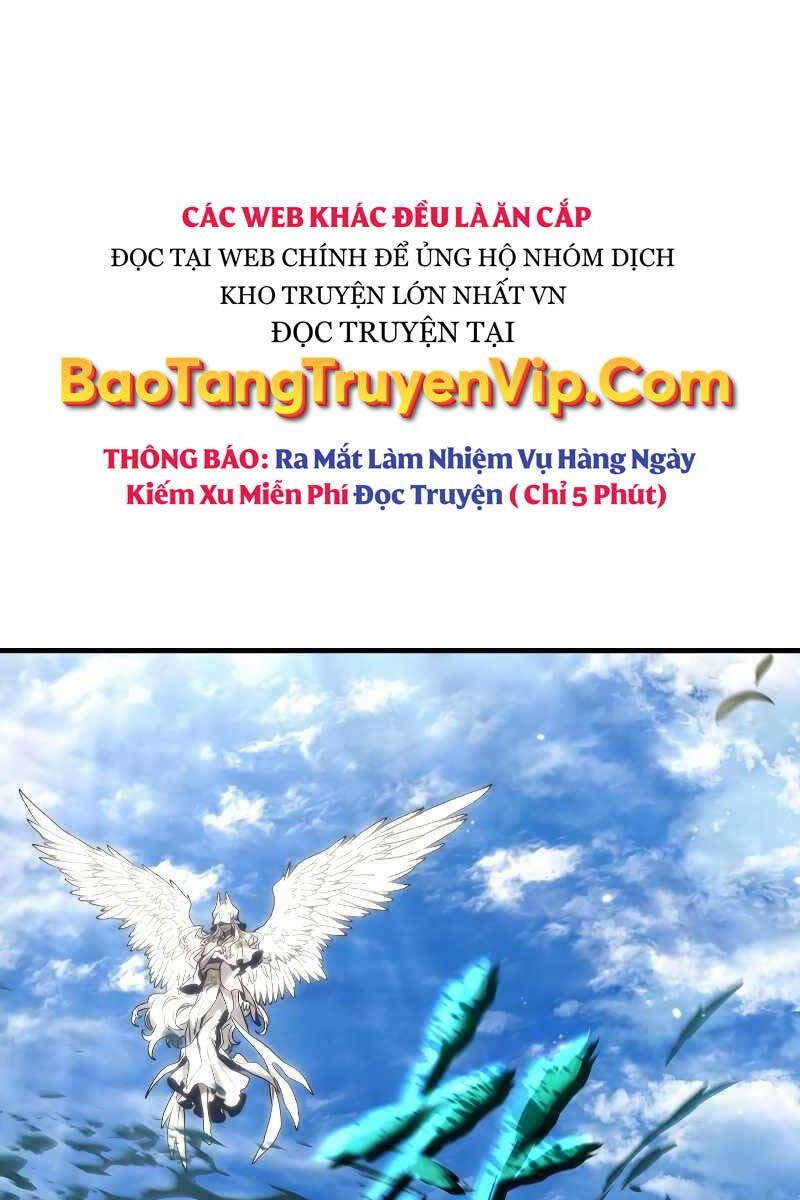 CÁC WEB KHÁC ĐỀU LÀ ĂN CẮP
ĐỌC TẠI WEB CHÍNH ĐỂ ỦNG HỘ NHÓM DỊCH
KHO TRUYỆN LỚN NHẤT VN
ĐỌC TRUYỆN TẠI
BaoTangTruyenVip.Com
THÔNG BÁO: Ra Mắt Làm Nhiệm Vụ Hàng Ngày
Kiếm Xu Miễn Phí Đọc Truyện ( Chỉ 5 Phút)